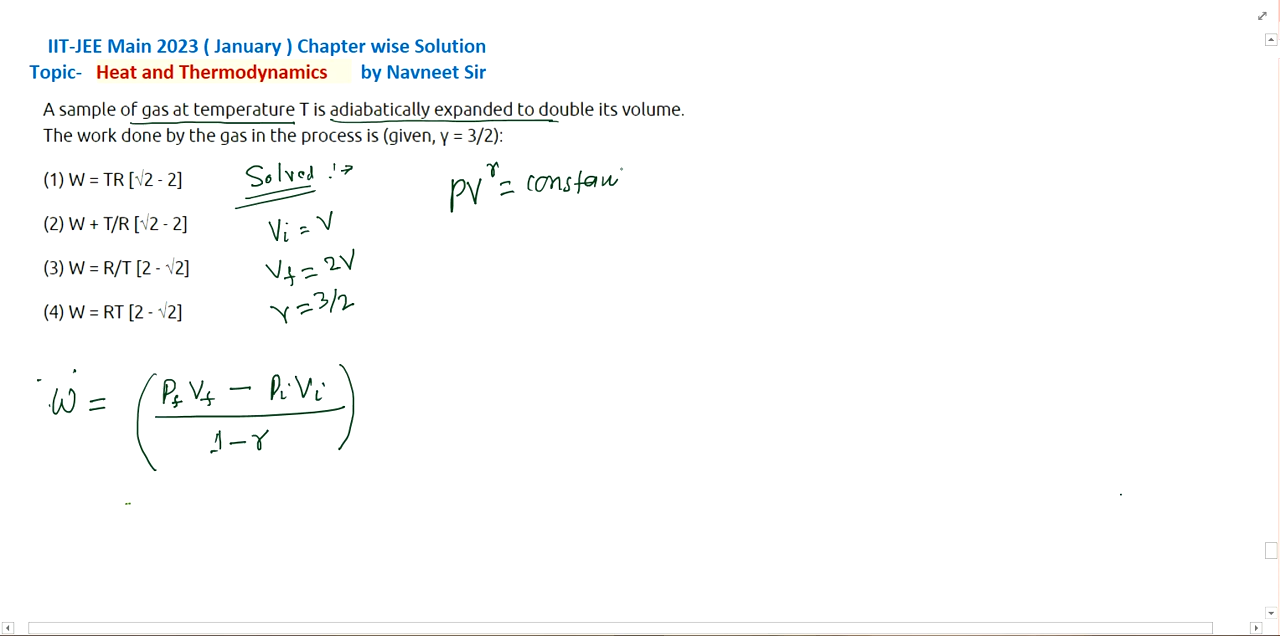 IIT-JEE Main 2023 ( January ) Chapter wise Solution
Topic- Heat and Thermodynamics by Navneet Sir
A sample of gas at temperature T is adiabatically expanded to double its volume.
The work done by the gas in the process is (given, γ = 3/2):
(1) W = TR [√2 - 2]
(2) W + T/R [√2 - 2]
(3) W = R/T [2 - √2]
(4) W = RT [2 - √2]
Solved :→
Vi = V
Vf = 2V
γ = 3/2
PV^γ = constan
W = (PfVf - PiVi / 1-γ)